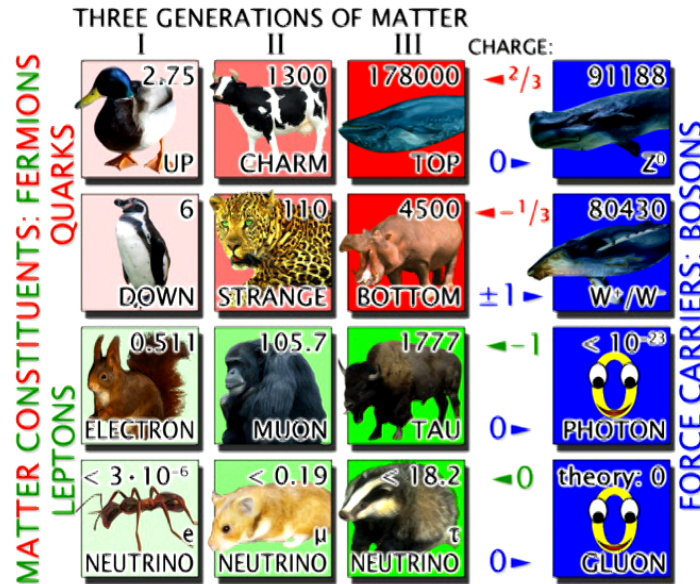 THREE GENERATIONS OF MATTER
I II III CHARGE:
MATTER CONSTITUENTS: FERMIONS
QUARKS
LEPTONS
2.75 1300 178000 ◄2/3 91188
UP CHARM TOP 0► Z⁰
6 110 4500 ◄-1/3 80430
DOWN STRANGE BOTTOM ±1► W⁺/W⁻
0.511 105.7 1777 ◄-1 < 10⁻²³
ELECTRON MUON TAU 0► PHOTON
< 3·10⁻⁶ < 0.19 < 18.2 ◄0 theory: 0
e μ τ
NEUTRINO NEUTRINO NEUTRINO 0► GLUON
FORCE CARRIERS: BOSONS